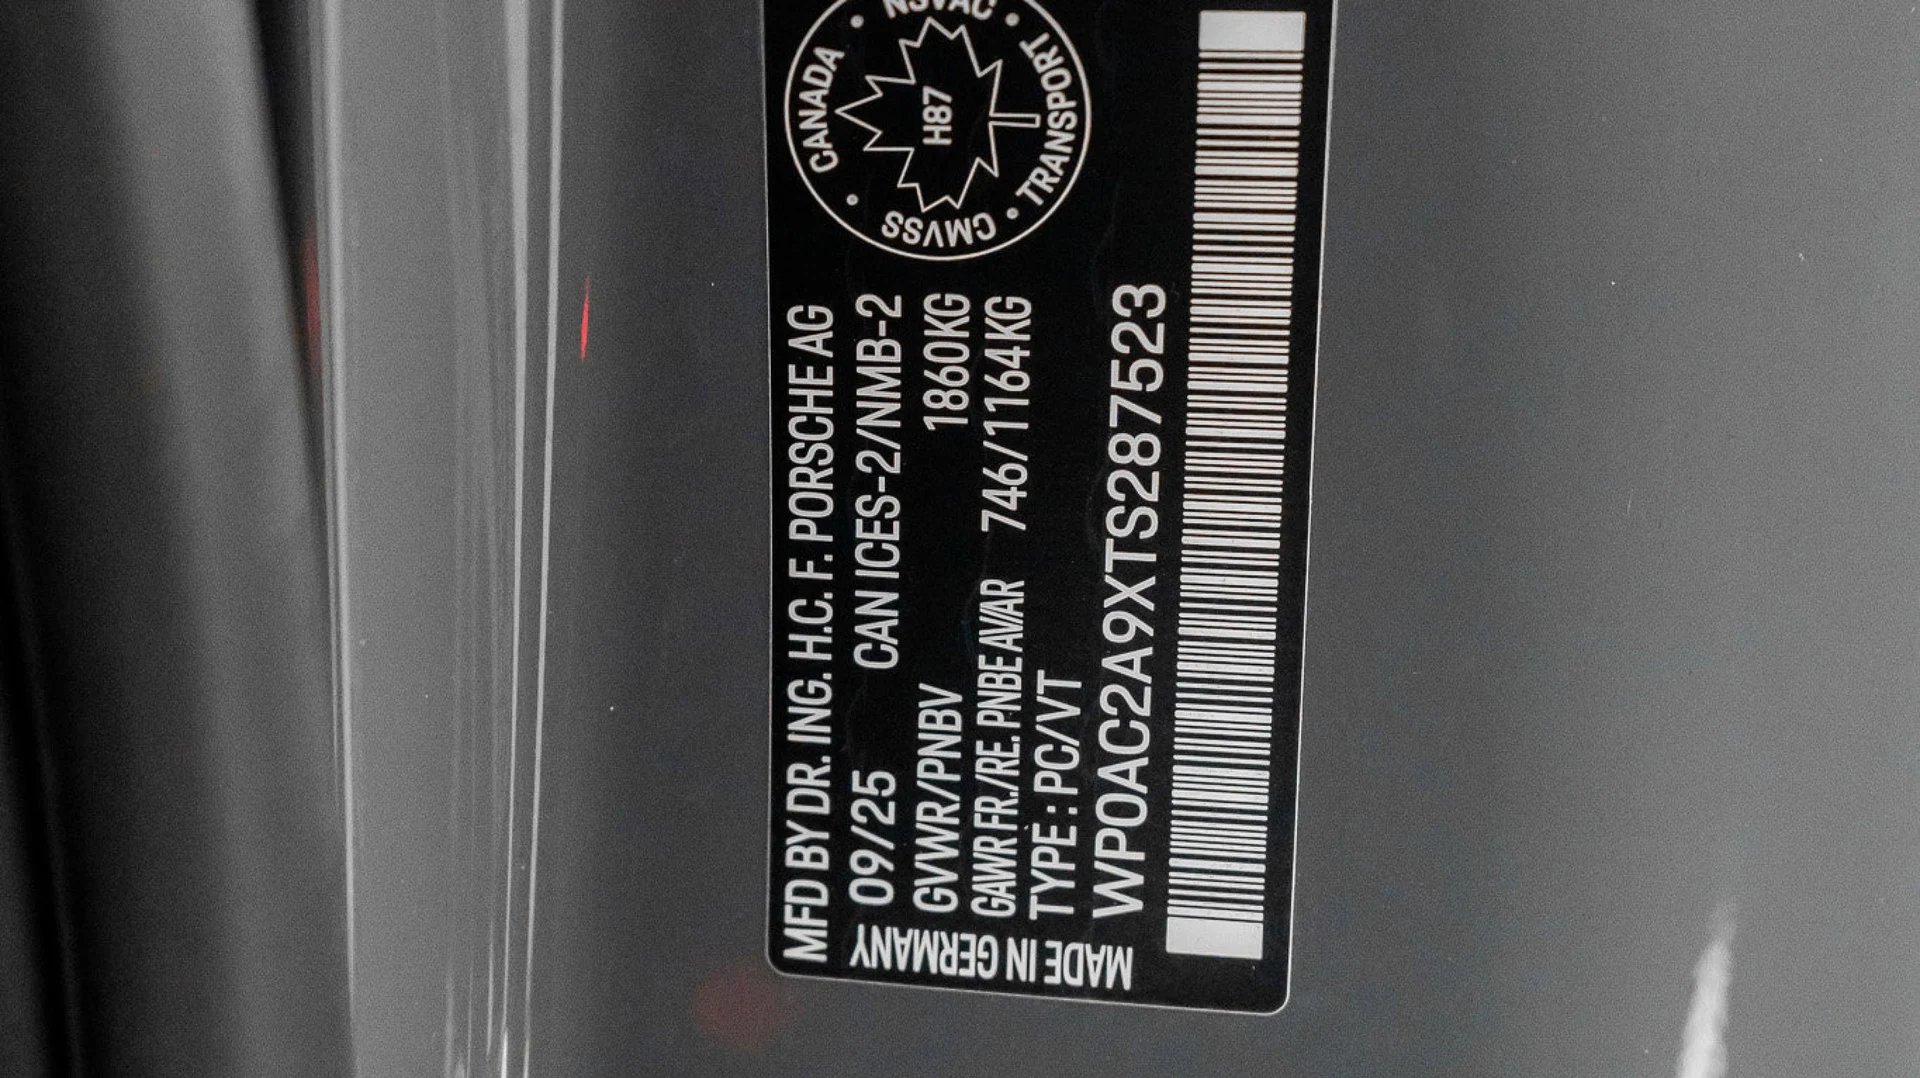 MFD BY DR. ING. H.C. F. PORSCHE AG
09/25 CAN ICES-2/NMB-2
GVWR/PNBV 1860KG
GAWR FR./RE. PNBE AV/AR 746/1164KG
TYPE : PC/VT
WP0AC2A9XTS287523
MADE IN GERMANY
CANADA • NSVAC • TRANSPORT • CMVSS •
H87